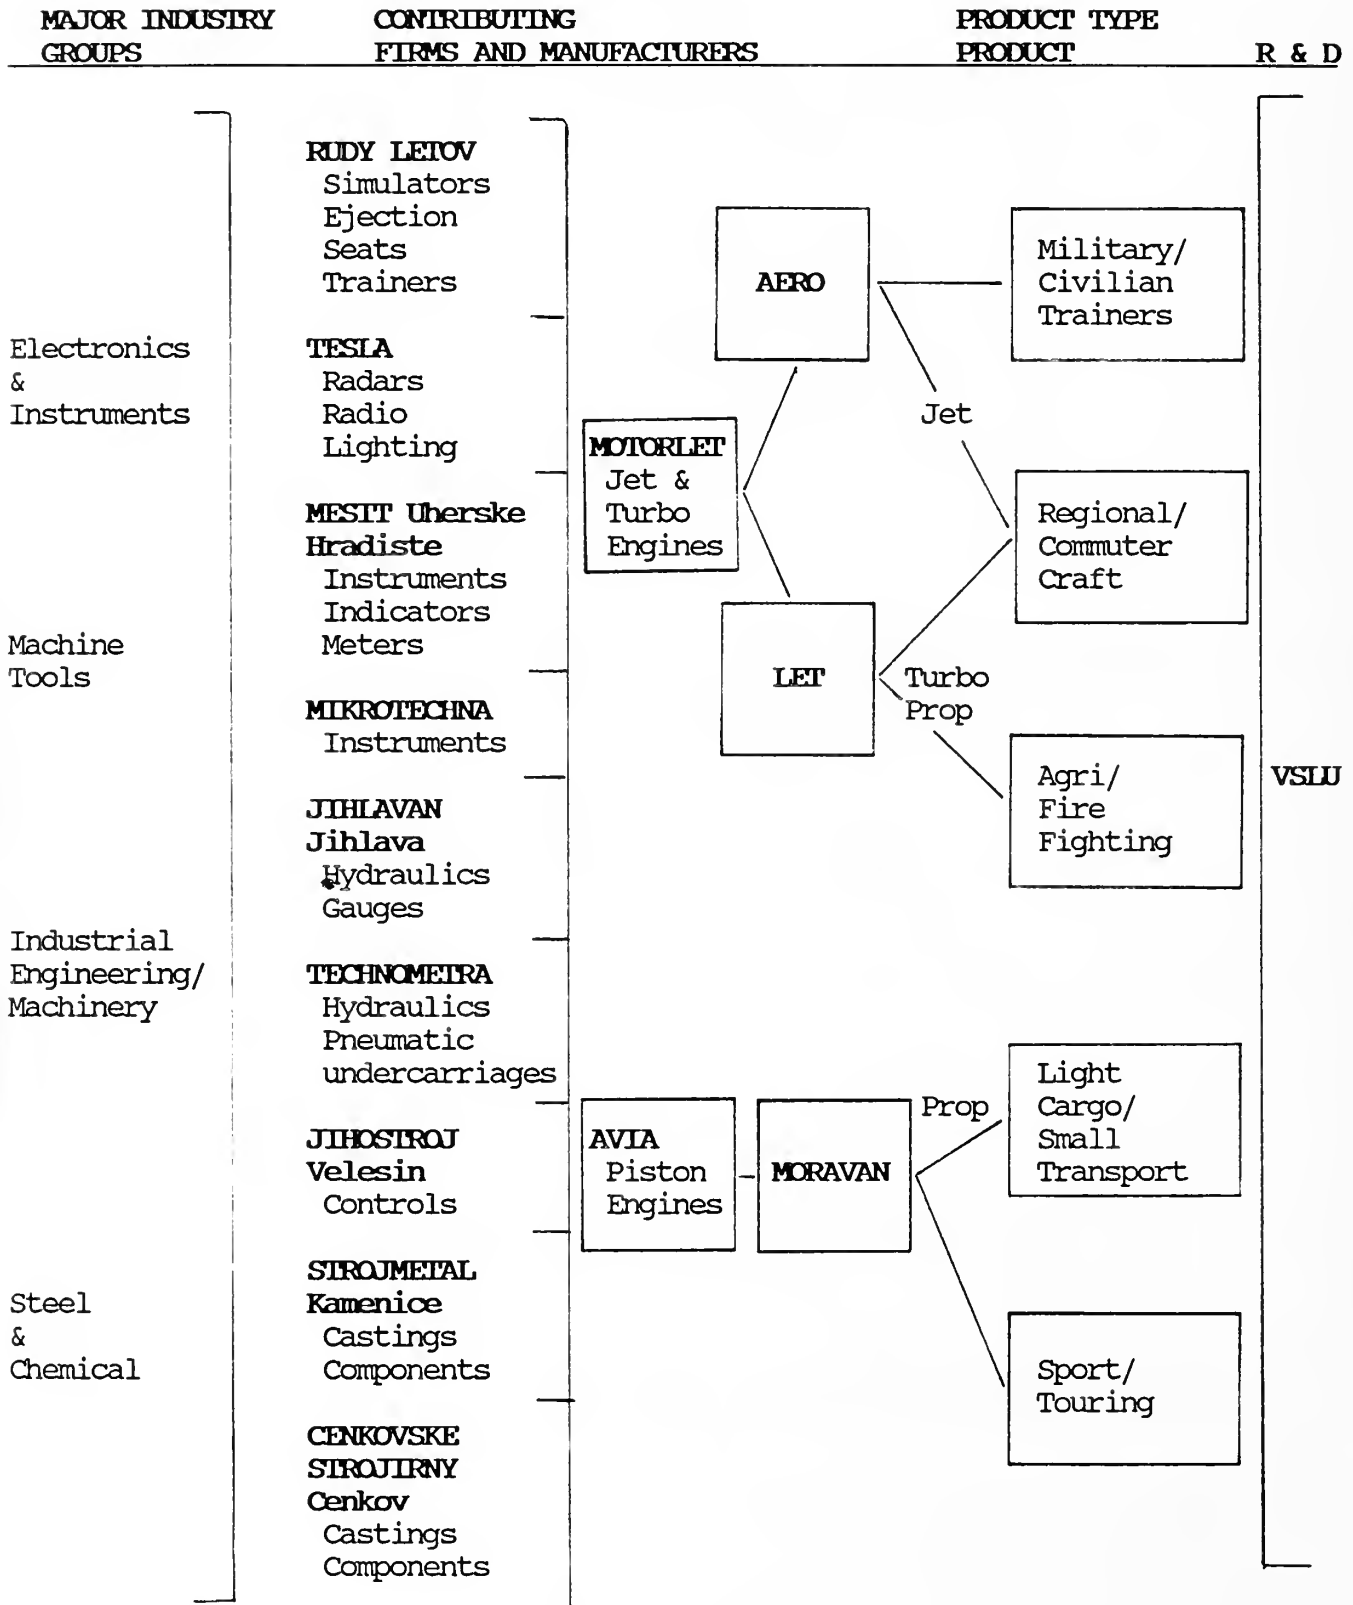 MAJOR INDUSTRY
GROUPS
CONTRIBUTING
FIRMS AND MANUFACTURERS
PRODUCT TYPE
PRODUCT
R & D
Electronics
&
Instruments
Machine
Tools
Industrial
Engineering/
Machinery
Steel
&
Chemical
RUDY LETOV
Simulators
Ejection
Seats
Trainers
TESLA
Radars
Radio
Lighting
MESIT Uherske
Hradiste
Instruments
Indicators
Meters
MIKROTECHNA
Instruments
JIHLAVAN
Jihlava
Hydraulics
Gauges
TECHNOMETRA
Hydraulics
Pneumatic
undercarriages
JIHOSTROJ
Velesin
Controls
STROJMETAL
Kamenice
Castings
Components
CENKOVSKE
STROJIRNY
Cenkov
Castings
Components
MOTORLET
Jet &
Turbo
Engines
AERO
LET
Jet
Turbo
Prop
AVIA
Piston
Engines
MORAVAN
Prop
Military/
Civilian
Trainers
Regional/
Commuter
Craft
Agri/
Fire
Fighting
Light
Cargo/
Small
Transport
Sport/
Touring
VSLU